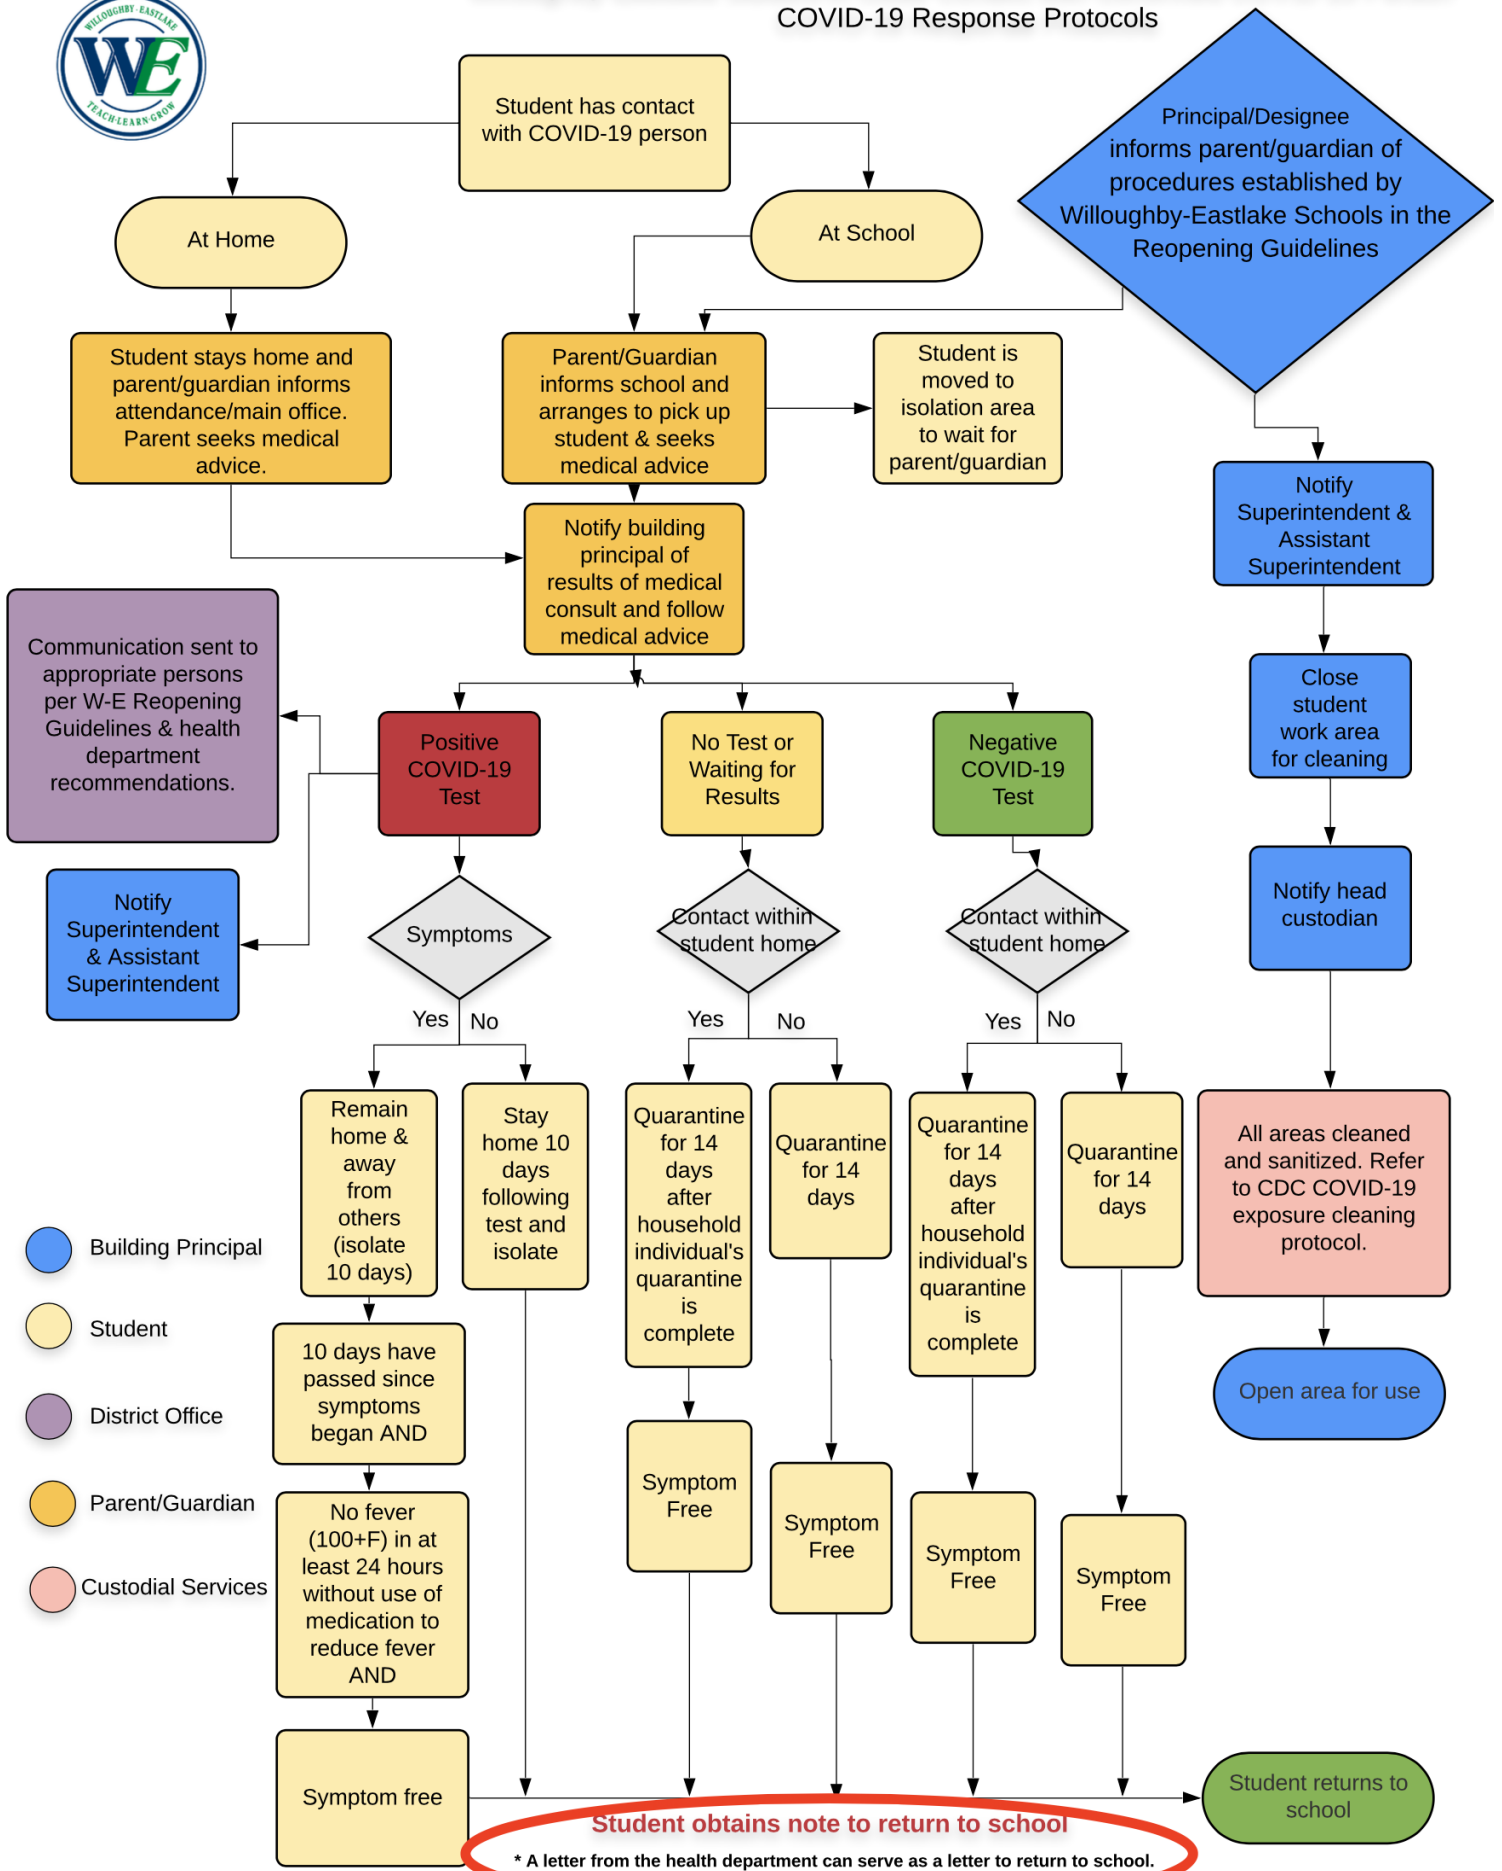 WILLOUGHBY · EASTLAKE
WE
TEACH·LEARN·GROW
COVID-19 Response Protocols
Student has contact
with COVID-19 person
Principal/Designee
informs parent/guardian of
procedures established by
Willoughby-Eastlake Schools in the
Reopening Guidelines
At Home
At School
Student stays home and
parent/guardian informs
attendance/main office.
Parent seeks medical
advice.
Parent/Guardian
informs school and
arranges to pick up
student & seeks
medical advice
Student is
moved to
isolation area
to wait for
parent/guardian
Notify
Superintendent &
Assistant
Superintendent
Notify building
principal of
results of medical
consult and follow
medical advice
Communication sent to
appropriate persons
per W-E Reopening
Guidelines & health
department
recommendations.
Close
student
work area
for cleaning
Positive
COVID-19
Test
No Test or
Waiting for
Results
Negative
COVID-19
Test
Notify
Superintendent
& Assistant
Superintendent
Notify head
custodian
Symptoms
Contact within
student home
Contact within
student home
Yes
No
Yes
No
Yes
No
Remain
home &
away
from
others
(isolate
10 days)
Stay
home 10
days
following
test and
isolate
Quarantine
for 14
days
after
household
individual's
quarantine
is
complete
Quarantine
for 14
days
Quarantine
for 14
days
after
household
individual's
quarantine
is
complete
Quarantine
for 14
days
All areas cleaned
and sanitized. Refer
to CDC COVID-19
exposure cleaning
protocol.
Building Principal
Student
District Office
Parent/Guardian
Custodial Services
10 days have
passed since
symptoms
began AND
Open area for use
No fever
(100+F) in at
least 24 hours
without use of
medication to
reduce fever
AND
Symptom
Free
Symptom
Free
Symptom
Free
Symptom
Free
Symptom free
Student returns to
school
Student obtains note to return to school
* A letter from the health department can serve as a letter to return to school.